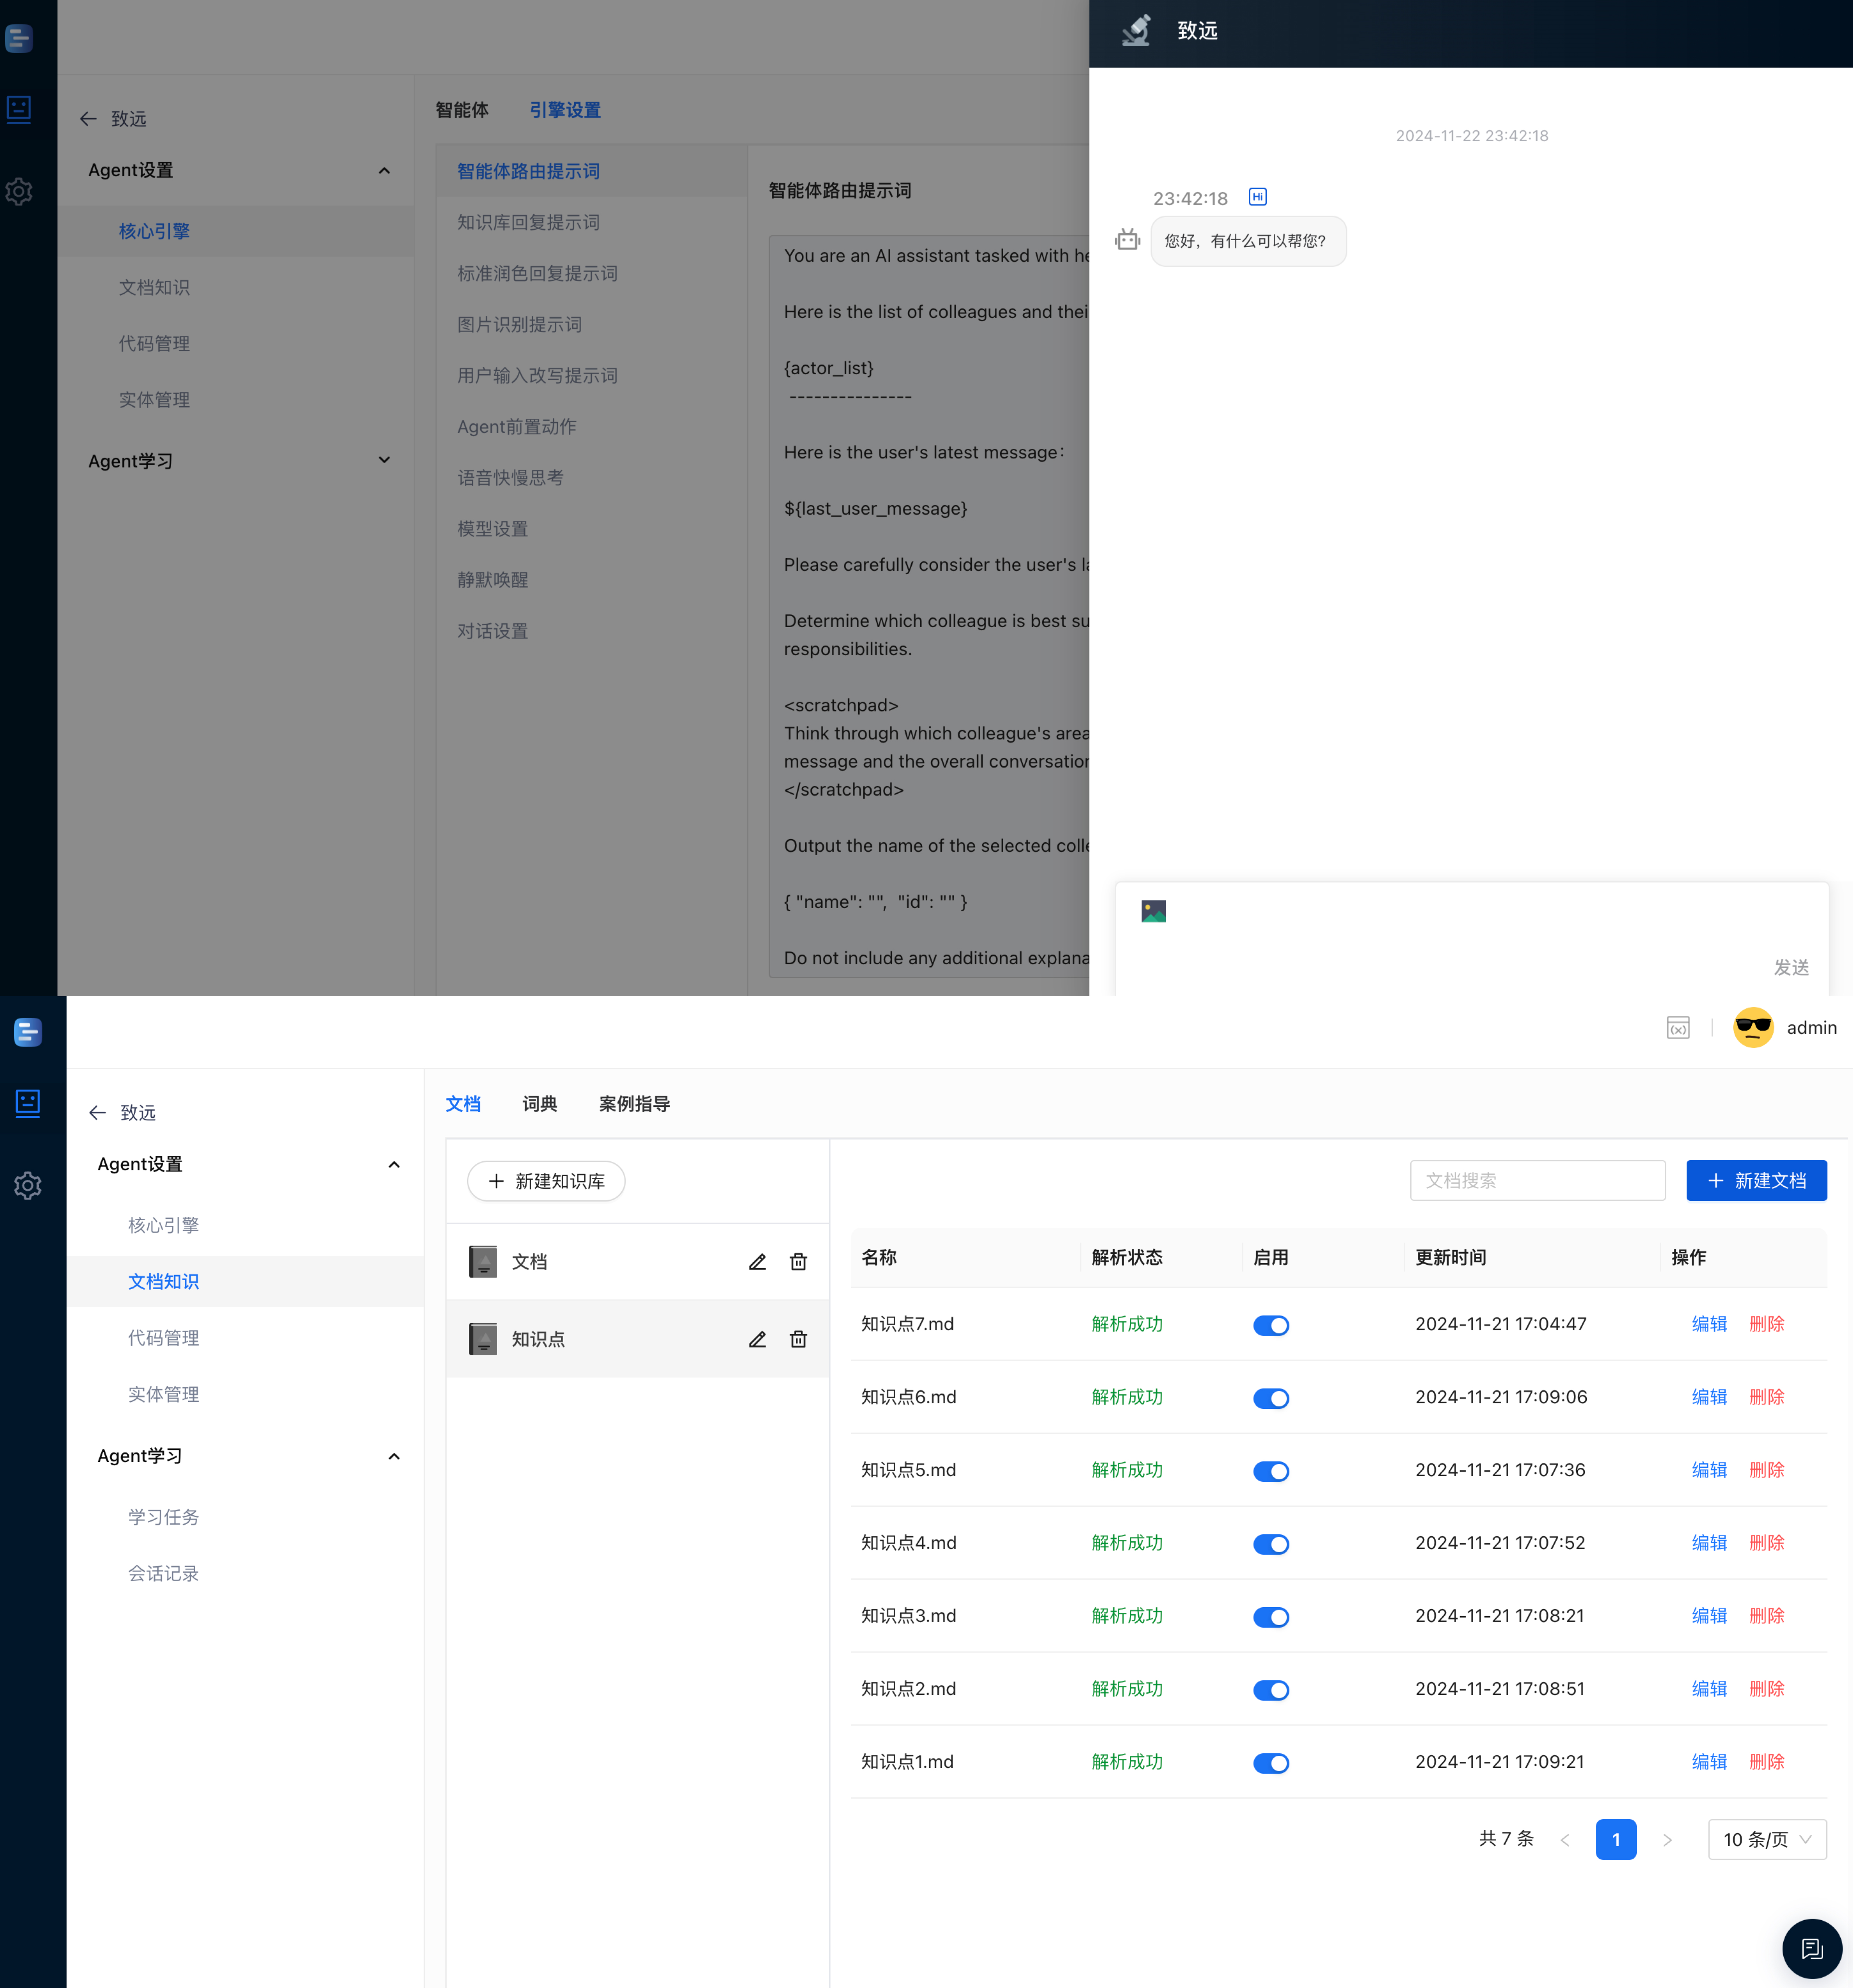 致远
2024-11-22 23:42:18
23:42:18
Hi
您好，有什么可以帮您?
发送
致远
Agent设置
核心引擎
文档知识
代码管理
实体管理
Agent学习
智能体
引擎设置
智能体路由提示词
知识库回复提示词
标准润色回复提示词
图片识别提示词
用户输入改写提示词
Agent前置动作
语音快慢思考
模型设置
静默唤醒
对话设置
智能体路由提示词
You are an AI assistant tasked with he
Here is the list of colleagues and thei
{actor_list}
---------------
Here is the user's latest message：
${last_user_message}
Please carefully consider the user's la
Determine which colleague is best su
responsibilities.
<scratchpad>
Think through which colleague's area
message and the overall conversation
</scratchpad>
Output the name of the selected colle
{ "name": "", "id": "" }
Do not include any additional explana
(x)
admin
致远
Agent设置
核心引擎
文档知识
代码管理
实体管理
Agent学习
学习任务
会话记录
文档 词典 案例指导
+ 新建知识库
文档
知识点
文档搜索
+ 新建文档
名称 解析状态 启用 更新时间 操作
知识点7.md 解析成功 2024-11-21 17:04:47 编辑 删除
知识点6.md 解析成功 2024-11-21 17:09:06 编辑 删除
知识点5.md 解析成功 2024-11-21 17:07:36 编辑 删除
知识点4.md 解析成功 2024-11-21 17:07:52 编辑 删除
知识点3.md 解析成功 2024-11-21 17:08:21 编辑 删除
知识点2.md 解析成功 2024-11-21 17:08:51 编辑 删除
知识点1.md 解析成功 2024-11-21 17:09:21 编辑 删除
共 7 条 < 1 > 10 条/页